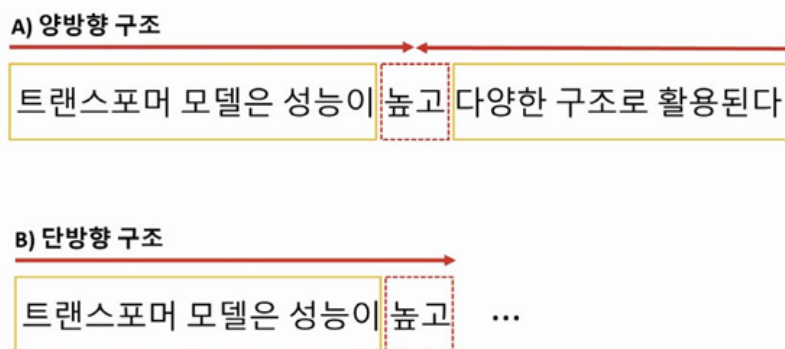 A) 양방향 구조
트랜스포머 모델은 성능이 높고 다양한 구조로 활용된다
B) 단방향 구조
트랜스포머 모델은 성능이 높고 ...